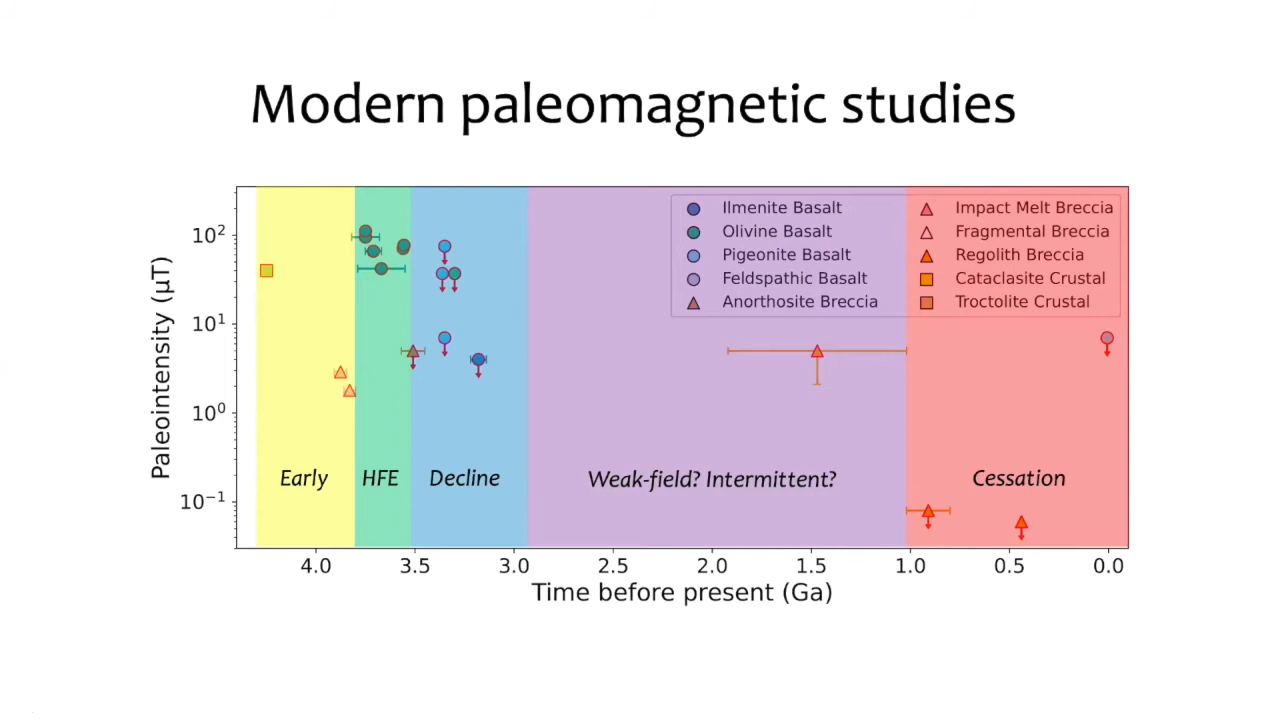 Modern paleomagnetic studies
Paleointensity (μT)
10²
10¹
10⁰
10⁻¹
Ilmenite Basalt
Olivine Basalt
Pigeonite Basalt
Feldspathic Basalt
Anorthosite Breccia
Impact Melt Breccia
Fragmental Breccia
Regolith Breccia
Cataclasite Crustal
Troctolite Crustal
Early HFE Decline Weak-field? Intermittent? Cessation
4.0 3.5 3.0 2.5 2.0 1.5 1.0 0.5 0.0
Time before present (Ga)